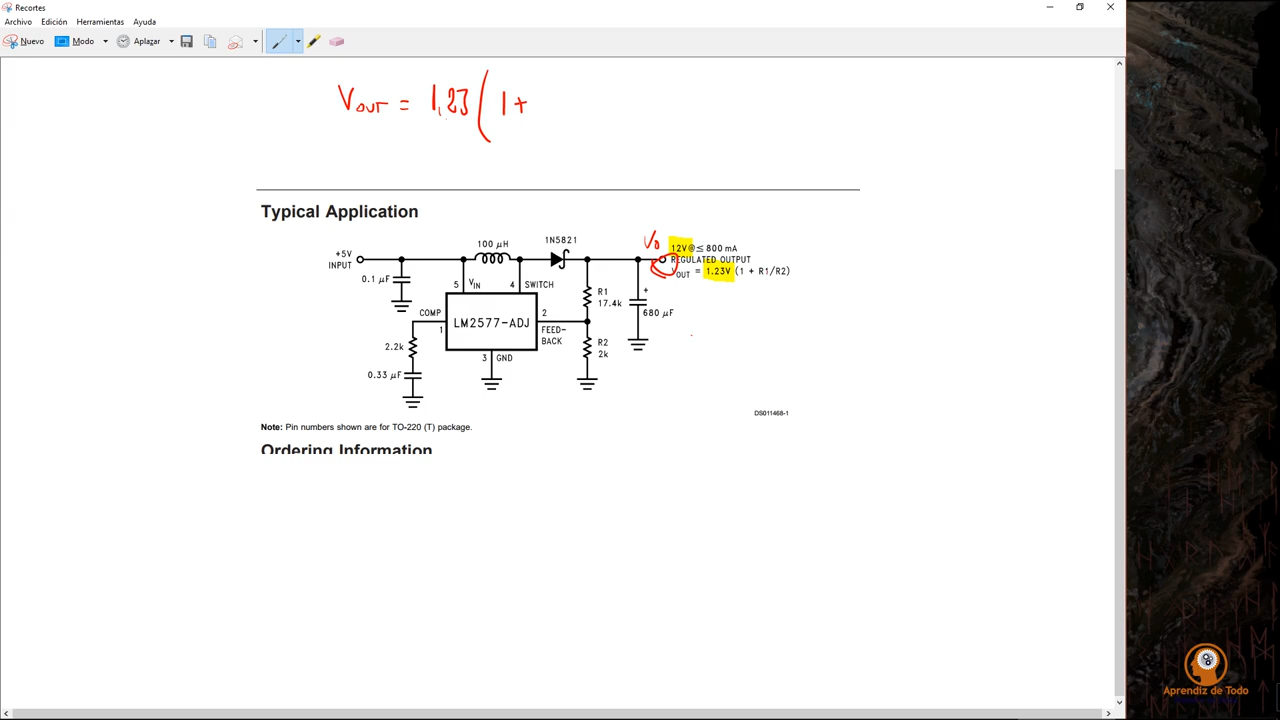 Recortes
Archivo Edición Herramientas Ayuda
Nuevo Modo Aplazar
VOUT = 1,23 ( 1 +
Typical Application
+5V
INPUT
0.1 μF
100 μH
1N5821
Vo
12V@≤ 800 mA
REGULATED OUTPUT
VOUT = 1.23V (1 + R1/R2)
5 VIN
4 SWITCH
R1
17.4k
+
680 μF
COMP
1
LM2577-ADJ
2
FEED-
BACK
R2
2k
2.2k
3 GND
0.33 μF
DS011468-1
Note: Pin numbers shown are for TO-220 (T) package.
Ordering Information
Aprendiz de Todo